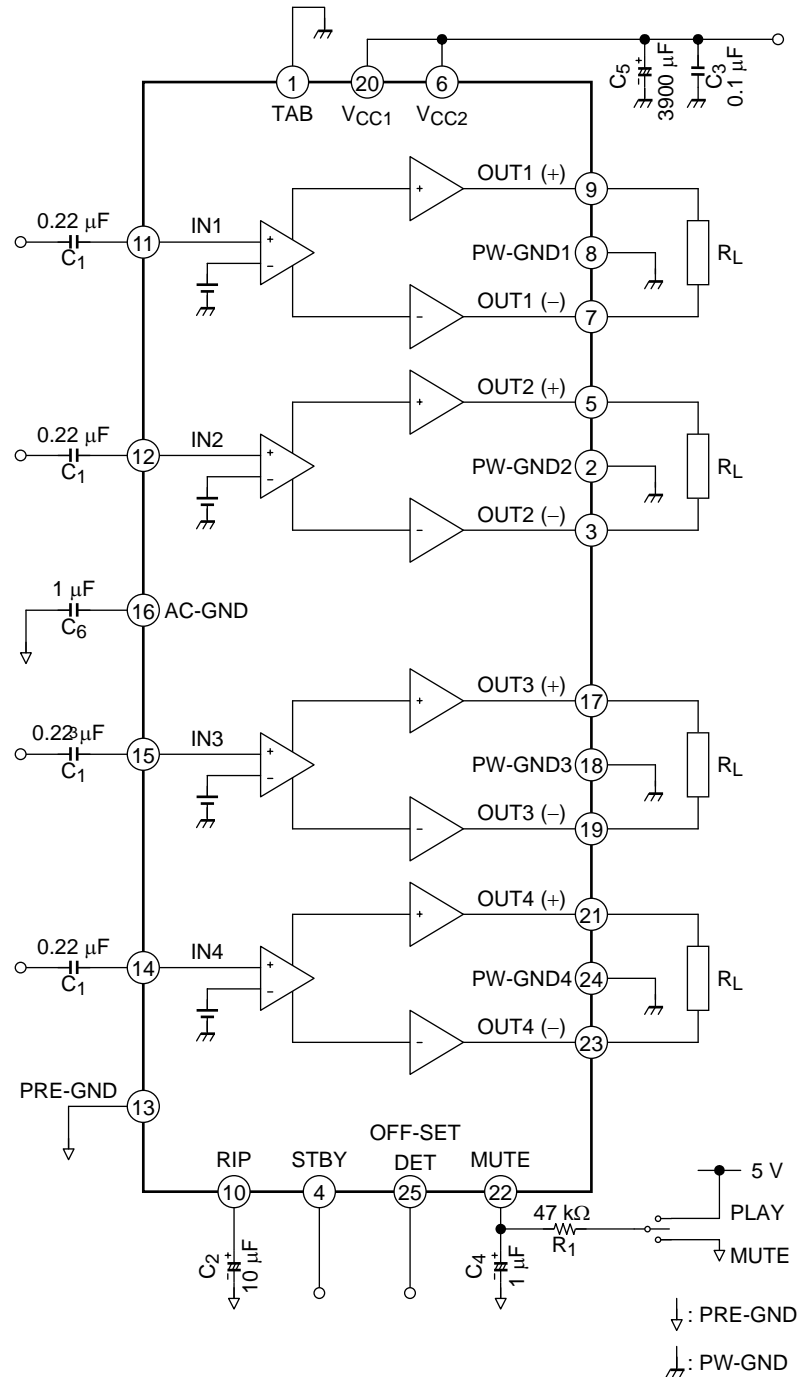 1 20 6
TAB VCC1 VCC2
C5 3900 μF
C3 0.1 μF
0.22 μF
C1
11
IN1
+
−
+
OUT1 (+)
9
PW-GND1
8
RL
−
OUT1 (−)
7
0.22 μF
C1
12
IN2
+
−
+
OUT2 (+)
5
PW-GND2
2
RL
−
OUT2 (−)
3
1 μF
C6
16
AC-GND
0.22 μF
C1
15
IN3
+
−
+
OUT3 (+)
17
PW-GND3
18
RL
−
OUT3 (−)
19
0.22 μF
C1
14
IN4
+
−
+
OUT4 (+)
21
PW-GND4
24
RL
−
OUT4 (−)
23
PRE-GND
13
OFF-SET
RIP STBY DET MUTE
10 4 25 22
C2 10 μF
+
−
C4 1 μF
+
−
47 kΩ
R1
5 V
PLAY
MUTE
: PRE-GND
: PW-GND